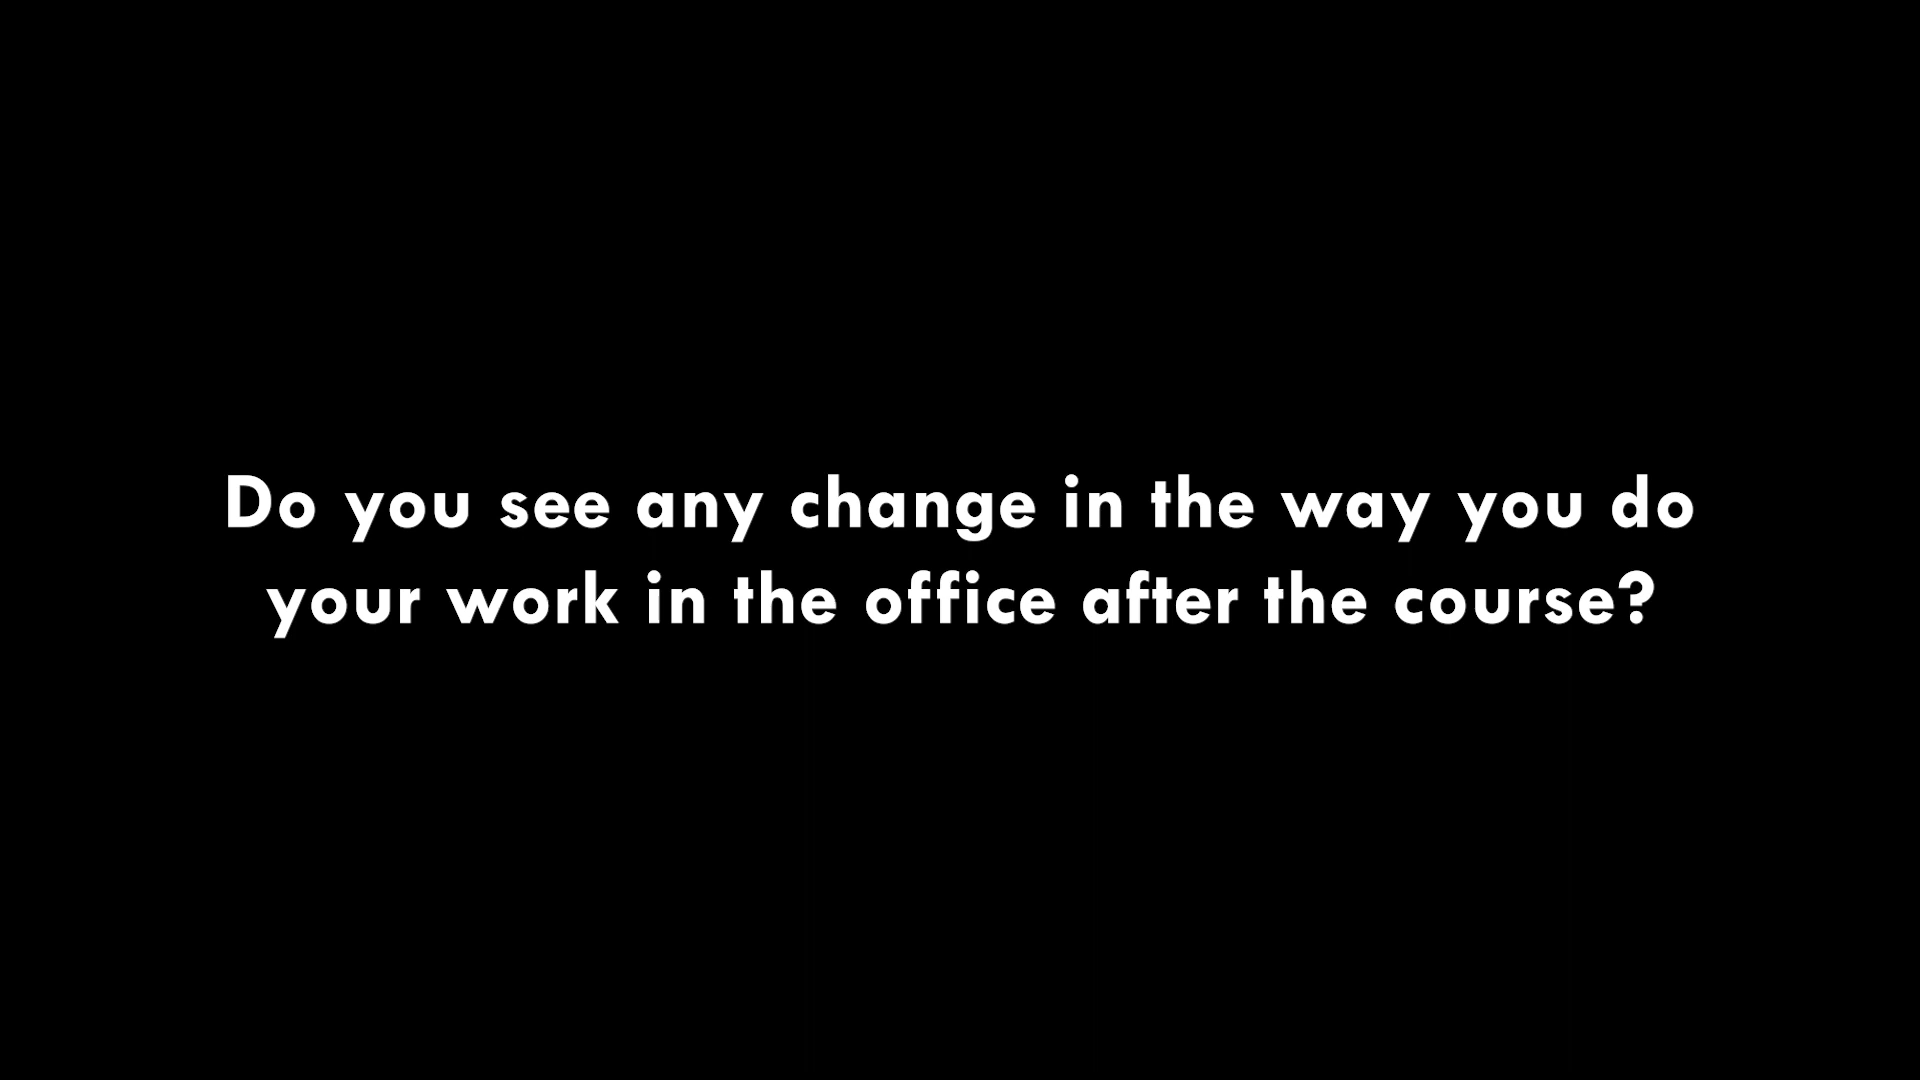 Do you see any change in the way you do
your work in the office after the course?